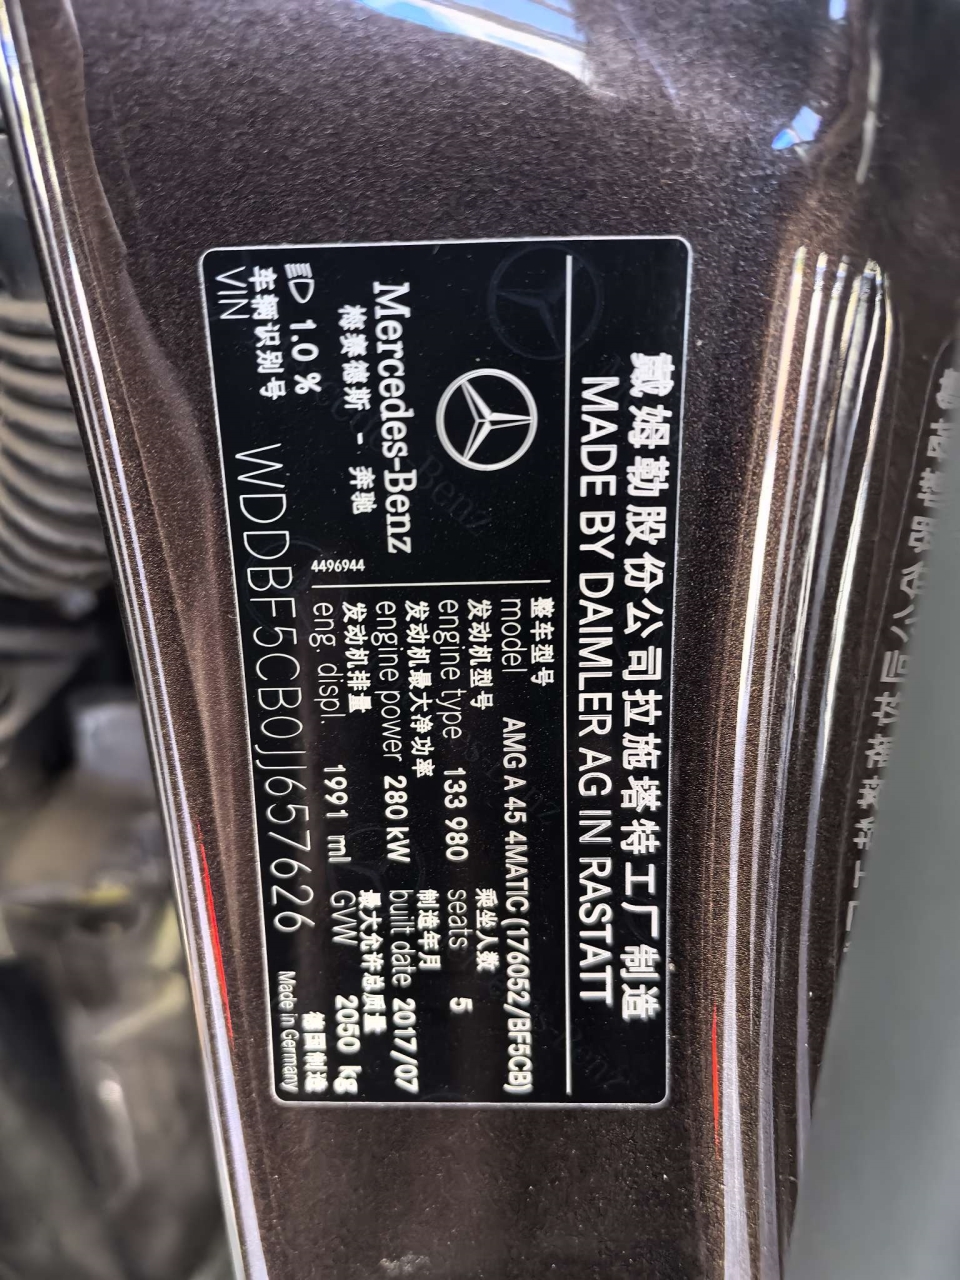 戴姆勒股份公司拉施塔特工厂制造
MADE BY DAIMLER AG IN RASTATT
Mercedes-Benz
梅赛德斯 - 奔驰
4496944
整车型号
model AMG A 45 4MATIC (176052/BF5CB)
发动机型号 乘坐人数
engine type 133 980 seats 5
发动机最大净功率 制造年月
engine power 280 kW built date 2017/07
发动机排量 最大允许总质量
eng. displ. 1991 ml GVW 2050 kg
1.0 %
车辆识别号
VIN WDDBF5CB0JJ657626
德国制造
Made in Germany